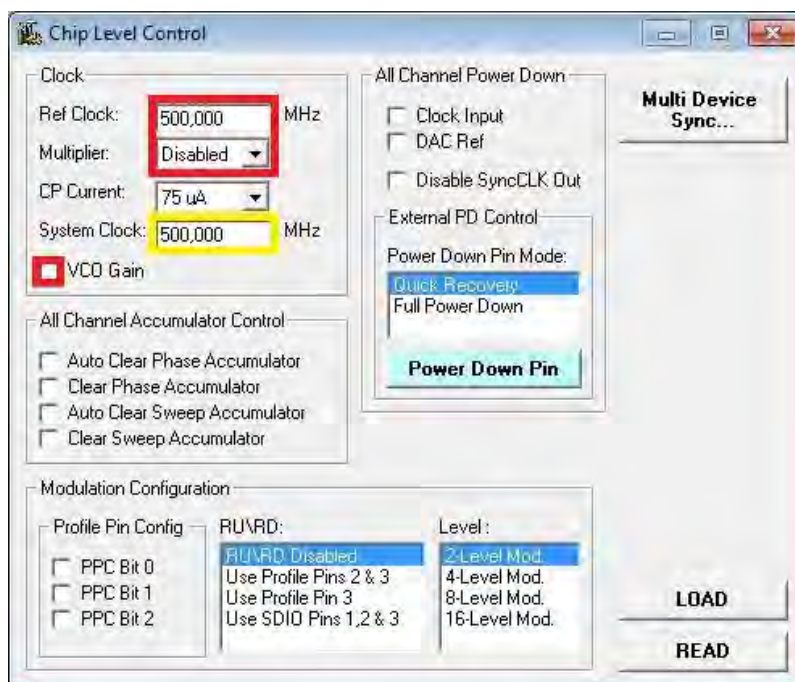 Chip Level Control
Clock
Ref Clock: 500,000 MHz
Multiplier: Disabled
CP Current: 75 uA
System Clock: 500,000 MHz
VCO Gain
All Channel Accumulator Control
Auto Clear Phase Accumulator
Clear Phase Accumulator
Auto Clear Sweep Accumulator
Clear Sweep Accumulator
All Channel Power Down
Clock Input
DAC Ref
Disable SyncCLK Out
External PD Control
Power Down Pin Mode:
Quick Recovery
Full Power Down
Power Down Pin
Multi Device
Sync...
Modulation Configuration
Profile Pin Config
PPC Bit 0
PPC Bit 1
PPC Bit 2
RU\RD:
RU\RD Disabled
Use Profile Pins 2 & 3
Use Profile Pin 3
Use SDIO Pins 1,2 & 3
Level :
2-Level Mod.
4-Level Mod.
8-Level Mod.
16-Level Mod.
LOAD
READ